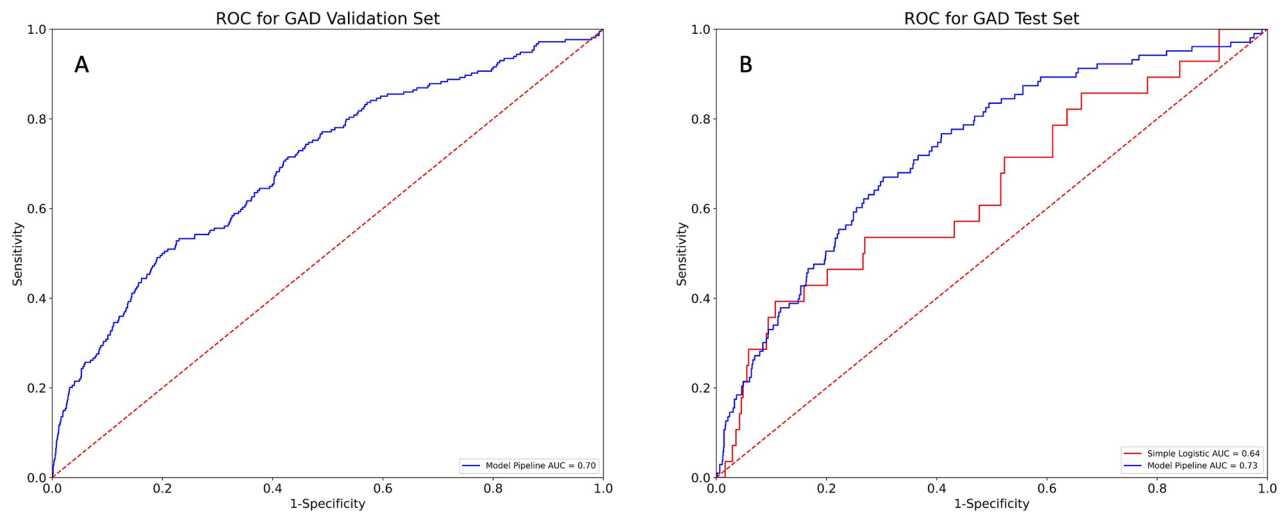 ROC for GAD Validation Set
A
1.0
0.8
0.6
0.4
0.2
0.0
Sensitivity
0.0 0.2 0.4 0.6 0.8 1.0
1-Specificity
Model Pipeline AUC = 0.70
ROC for GAD Test Set
B
1.0
0.8
0.6
0.4
0.2
0.0
Sensitivity
0.0 0.2 0.4 0.6 0.8 1.0
1-Specificity
Simple Logistic AUC = 0.64
Model Pipeline AUC = 0.73